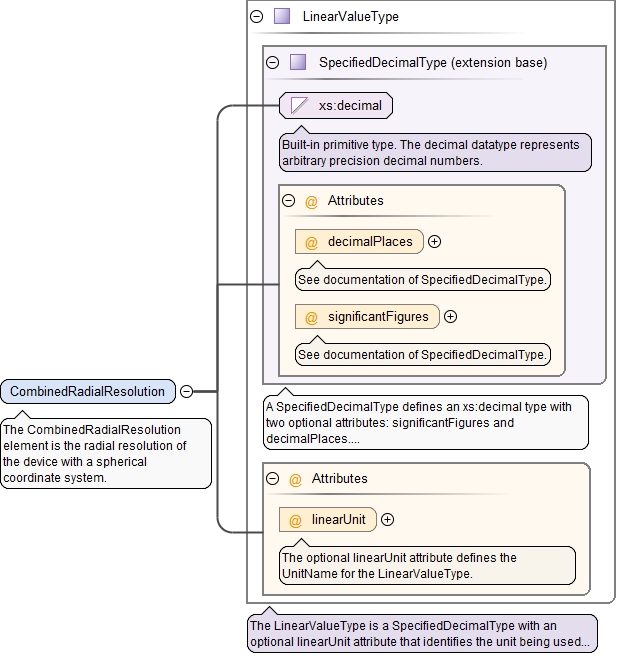 LinearValueType
SpecifiedDecimalType (extension base)
xs:decimal
Built-in primitive type. The decimal datatype represents
arbitrary precision decimal numbers.
@ Attributes
@ decimalPlaces
See documentation of SpecifiedDecimalType.
@ significantFigures
See documentation of SpecifiedDecimalType.
CombinedRadialResolution
The CombinedRadialResolution
element is the radial resolution of
the device with a spherical
coordinate system.
A SpecifiedDecimalType defines an xs:decimal type with
two optional attributes: significantFigures and
decimalPlaces....
@ Attributes
@ linearUnit
The optional linearUnit attribute defines the
UnitName for the LinearValueType.
The LinearValueType is a SpecifiedDecimalType with an
optional linearUnit attribute that identifies the unit being used...